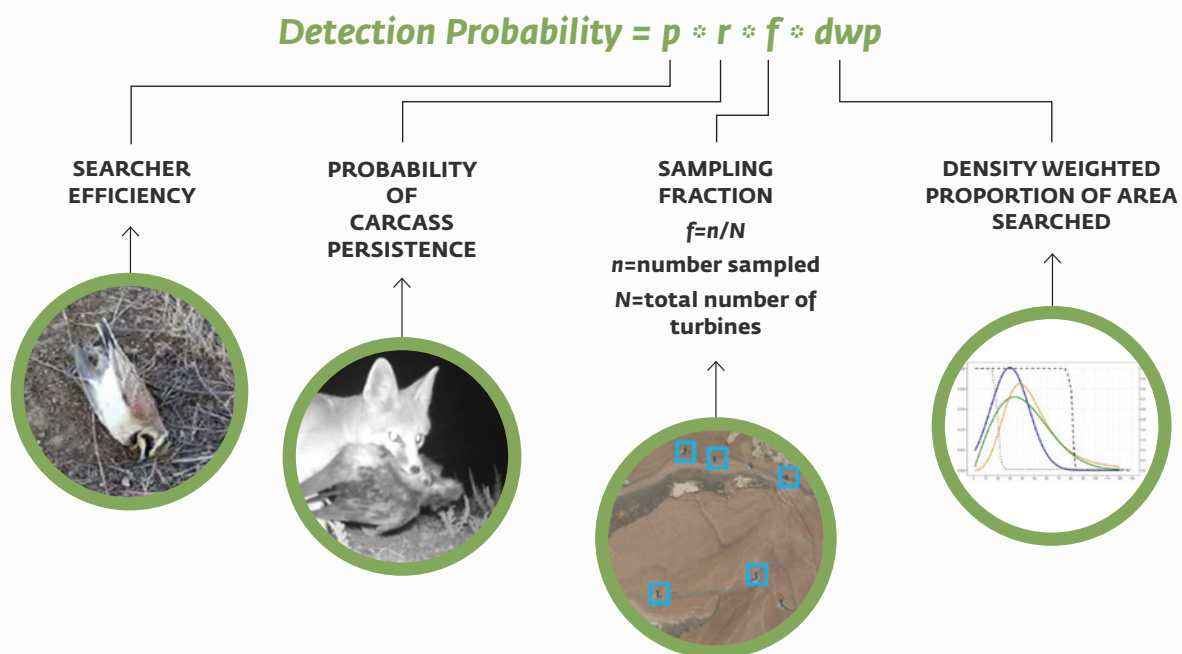 Detection Probability = p * r * f * dwp
SEARCHER
EFFICIENCY
PROBABILITY
OF
CARCASS
PERSISTENCE
SAMPLING
FRACTION
f=n/N
n=number sampled
N=total number of
turbines
DENSITY WEIGHTED
PROPORTION OF AREA
SEARCHED